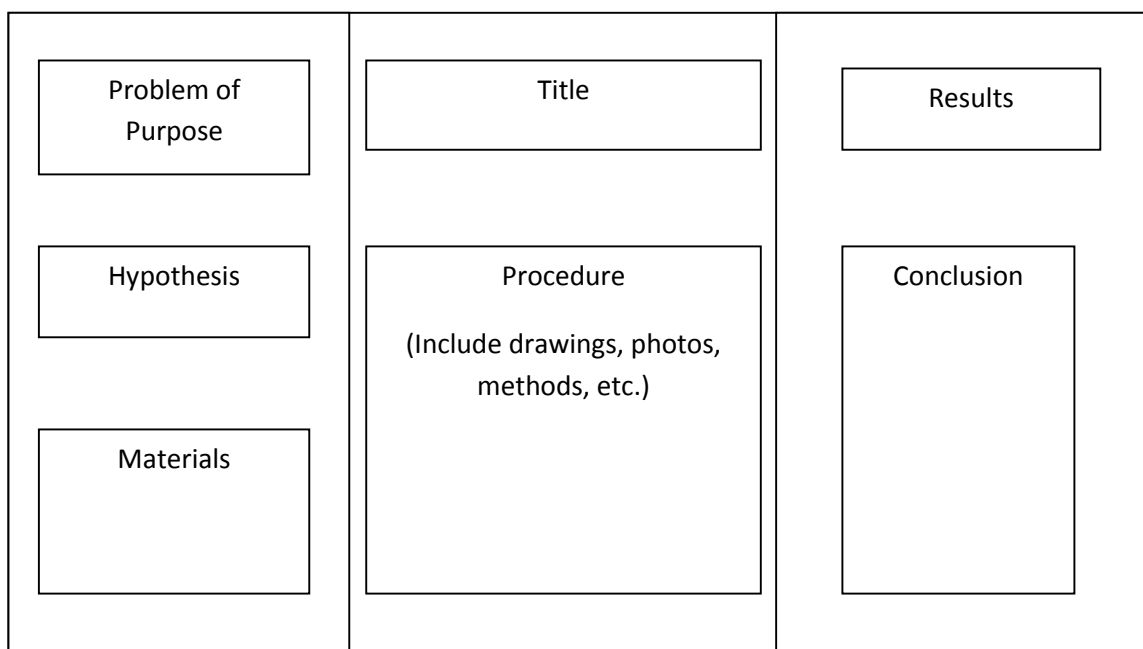 Problem of
Purpose
Hypothesis
Materials
Title
Procedure
(Include drawings, photos,
methods, etc.)
Results
Conclusion